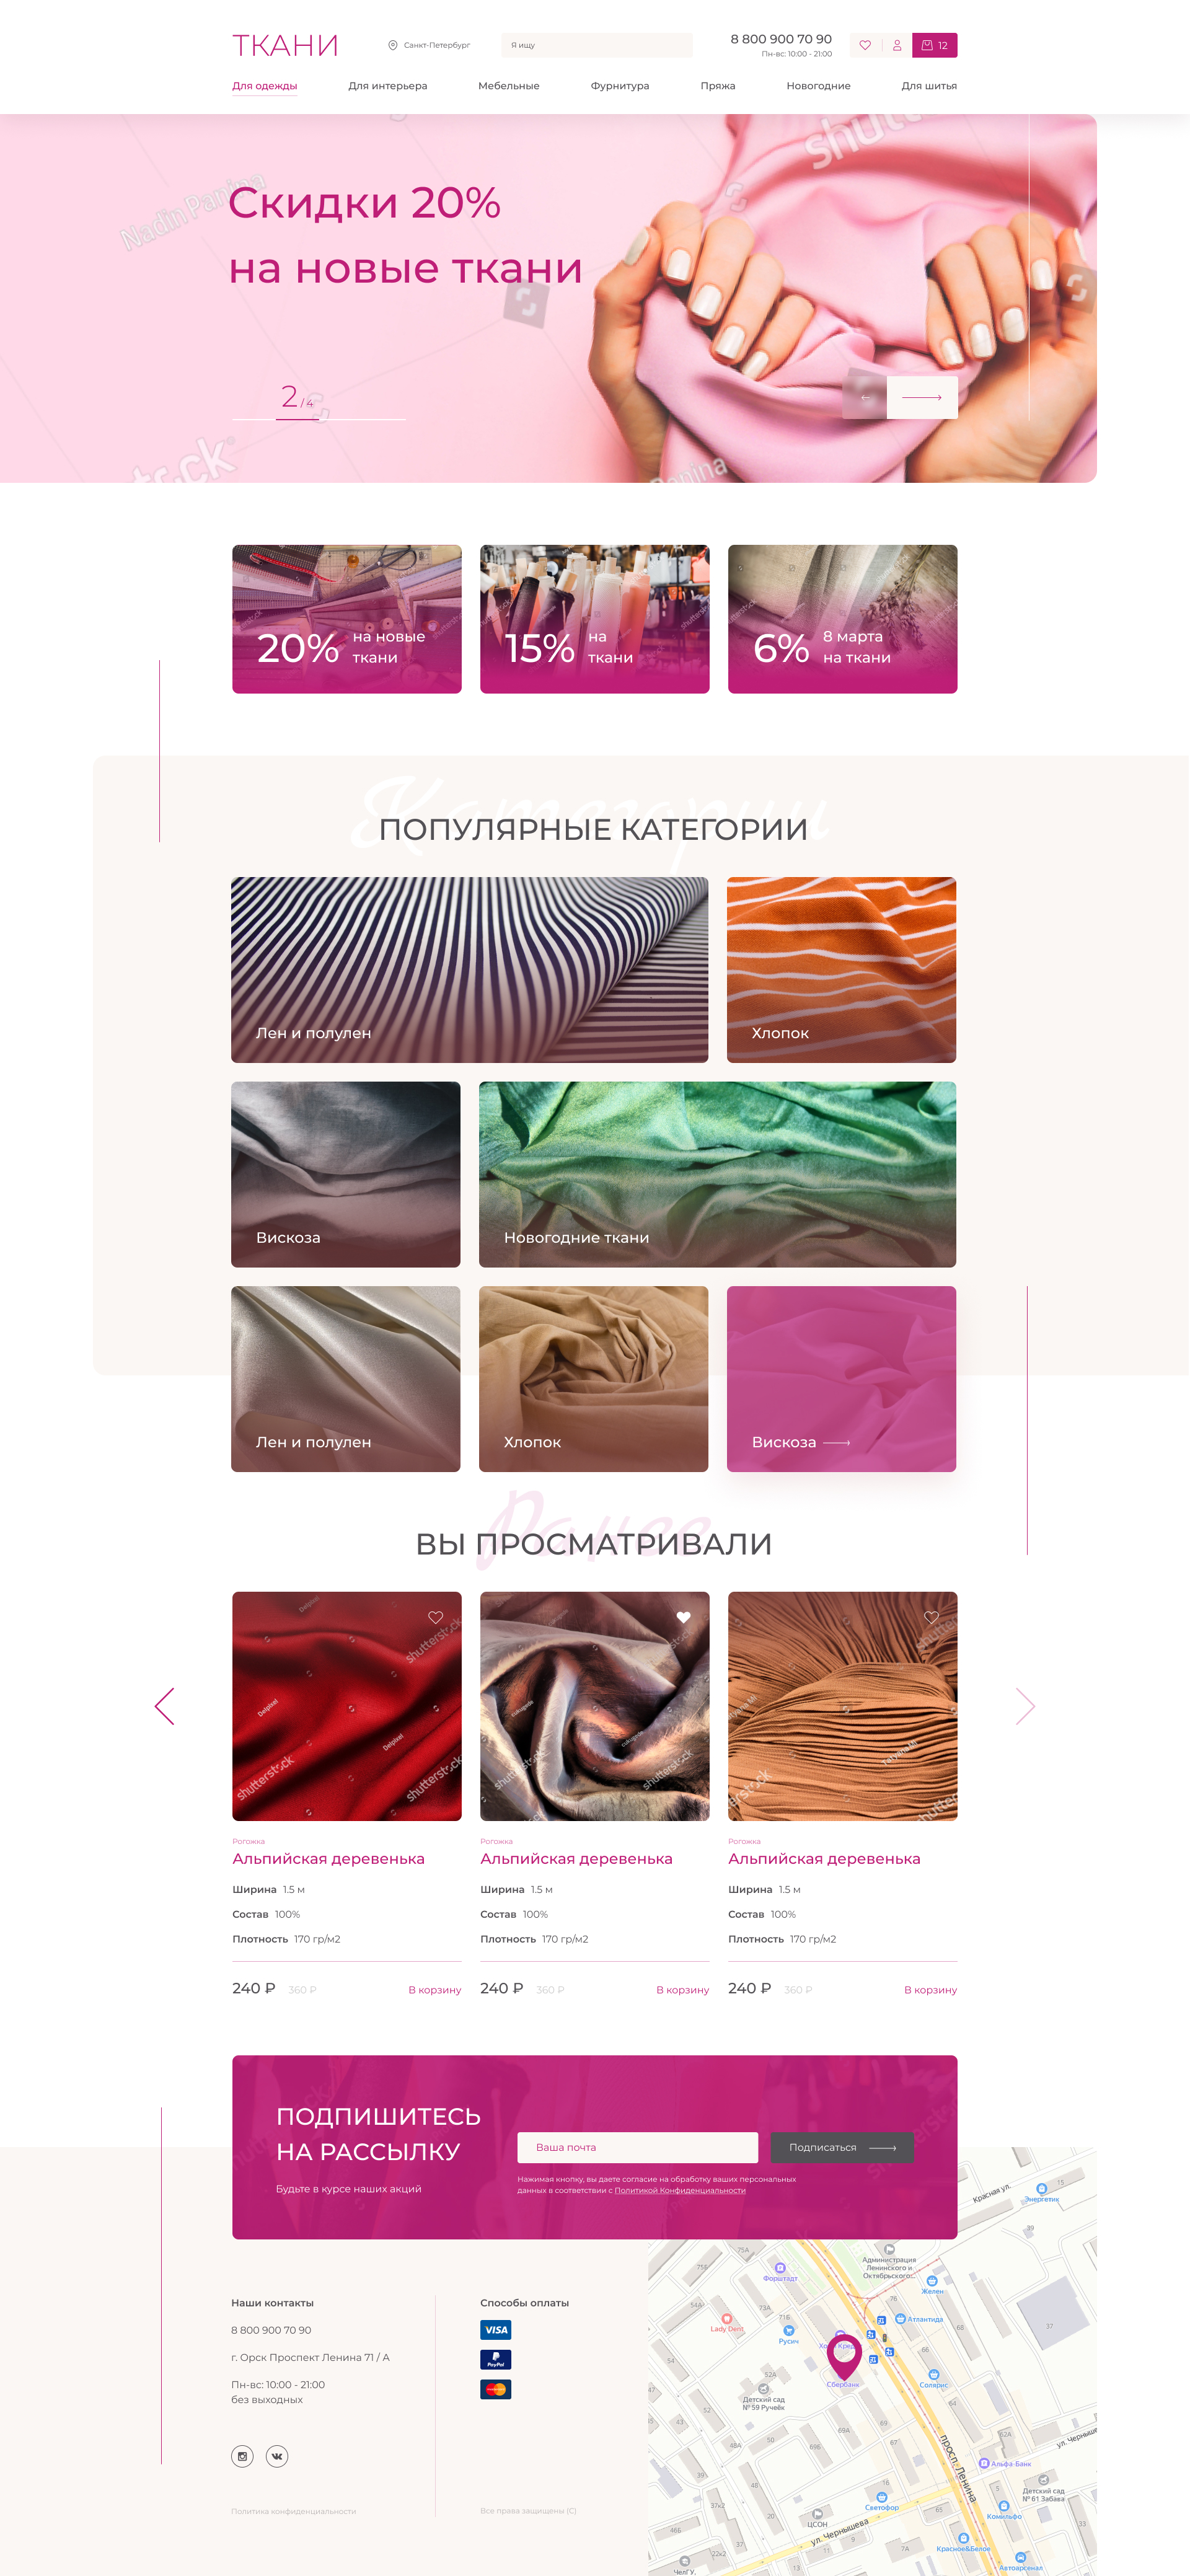 ТКАНИ
Санкт-Петербург
Я ищу
8 800 900 70 90
Пн-вс: 10:00 - 21:00
12
Для одежды
Для интерьера
Мебельные
Фурнитура
Пряжа
Новогодние
Для шитья
Скидки 20%
на новые ткани
Nadin Panina
2 / 4
20%
на новые
ткани
15%
на
ткани
6%
8 марта
на ткани
Категории
ПОПУЛЯРНЫЕ КАТЕГОРИИ
Лен и полулен
Хлопок
Вискоза
Новогодние ткани
Лен и полулен
Хлопок
Вискоза
Ранее
ВЫ ПРОСМАТРИВАЛИ
Рогожка
Альпийская деревенька
Ширина 1.5 м
Состав 100%
Плотность 170 гр/м2
240 ₽ 360 ₽ В корзину
Рогожка
Альпийская деревенька
Ширина 1.5 м
Состав 100%
Плотность 170 гр/м2
240 ₽ 360 ₽ В корзину
Рогожка
Альпийская деревенька
Ширина 1.5 м
Состав 100%
Плотность 170 гр/м2
240 ₽ 360 ₽ В корзину
ПОДПИШИТЕСЬ
НА РАССЫЛКУ
Будьте в курсе наших акций
Ваша почта
Подписаться
Нажимая кнопку, вы даете согласие на обработку ваших персональных
данных в соответствии с Политикой Конфиденциальности
Наши контакты
8 800 900 70 90
г. Орск Проспект Ленина 71 / А
Пн-вс: 10:00 - 21:00
без выходных
Политика конфиденциальности
Способы оплаты
VISA
PayPal
Все права защищены (С)
Красная ул.
Энергетик
Администрация
Ленинского и
Октябрьского...
Форштадт
Желен
Атлантида
Lady Dent
Русич
Сбербанк
Солярис
Детский сад
№ 59 Ручеёк
просп. Ленина
Альфа-Банк
Детский сад
№ 61 Забава
Светофор
Комильфо
ЦСОН
ул. Чернышева
Красное&Белое
Автоарсенал
ЧелГУ,